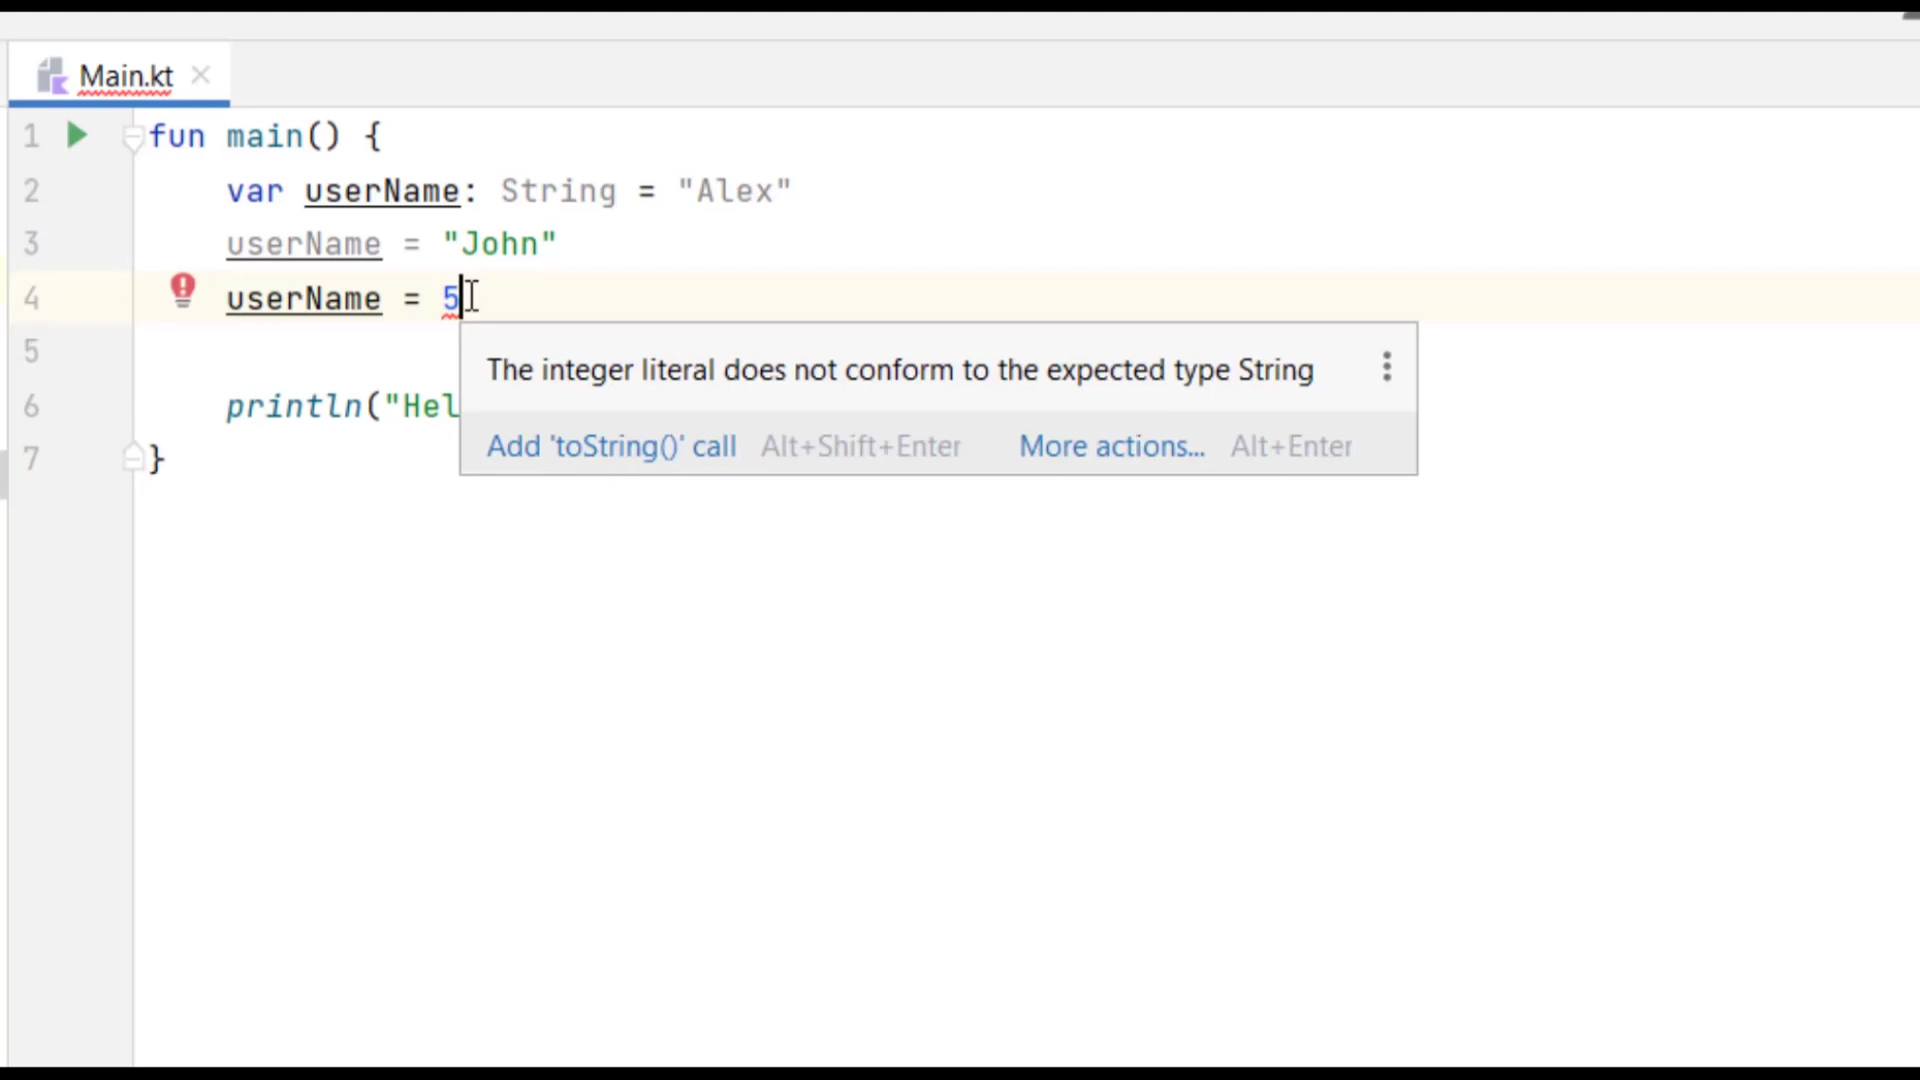 Main.kt
1 fun main() {
2 var userName: String = "Alex"
3 userName = "John"
4 userName = 5
The integer literal does not conform to the expected type String
5
6 println("Hel
Add 'toString()' call Alt+Shift+Enter More actions... Alt+Enter
7 }